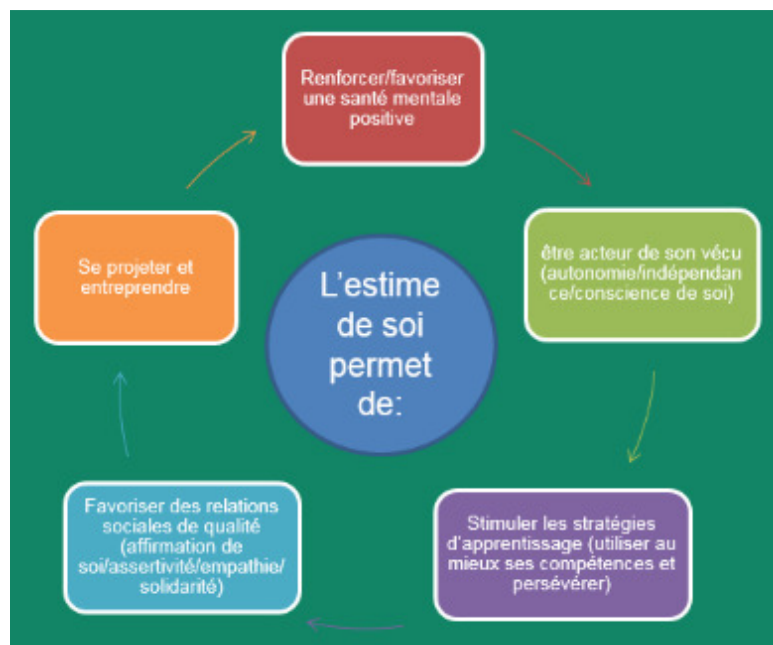 Renforcer/favoriser
une santé mentale
positive
être acteur de son vécu
(autonomie/indépendan
ce/conscience de soi)
Stimuler les stratégies
d'apprentissage (utiliser au
mieux ses compétences et
persévérer)
Favoriser des relations
sociales de qualité
(affirmation de
soi/assertivité/empathie/
solidarité)
Se projeter et
entreprendre
L'estime
de soi
permet
de: